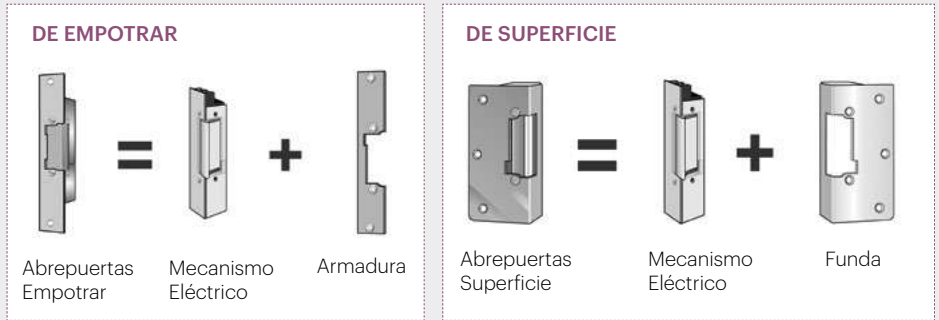 DE EMPOTRAR
Abrepuertas
Empotrar
Mecanismo
Eléctrico
Armadura
DE SUPERFICIE
Abrepuertas
Superficie
Mecanismo
Eléctrico
Funda